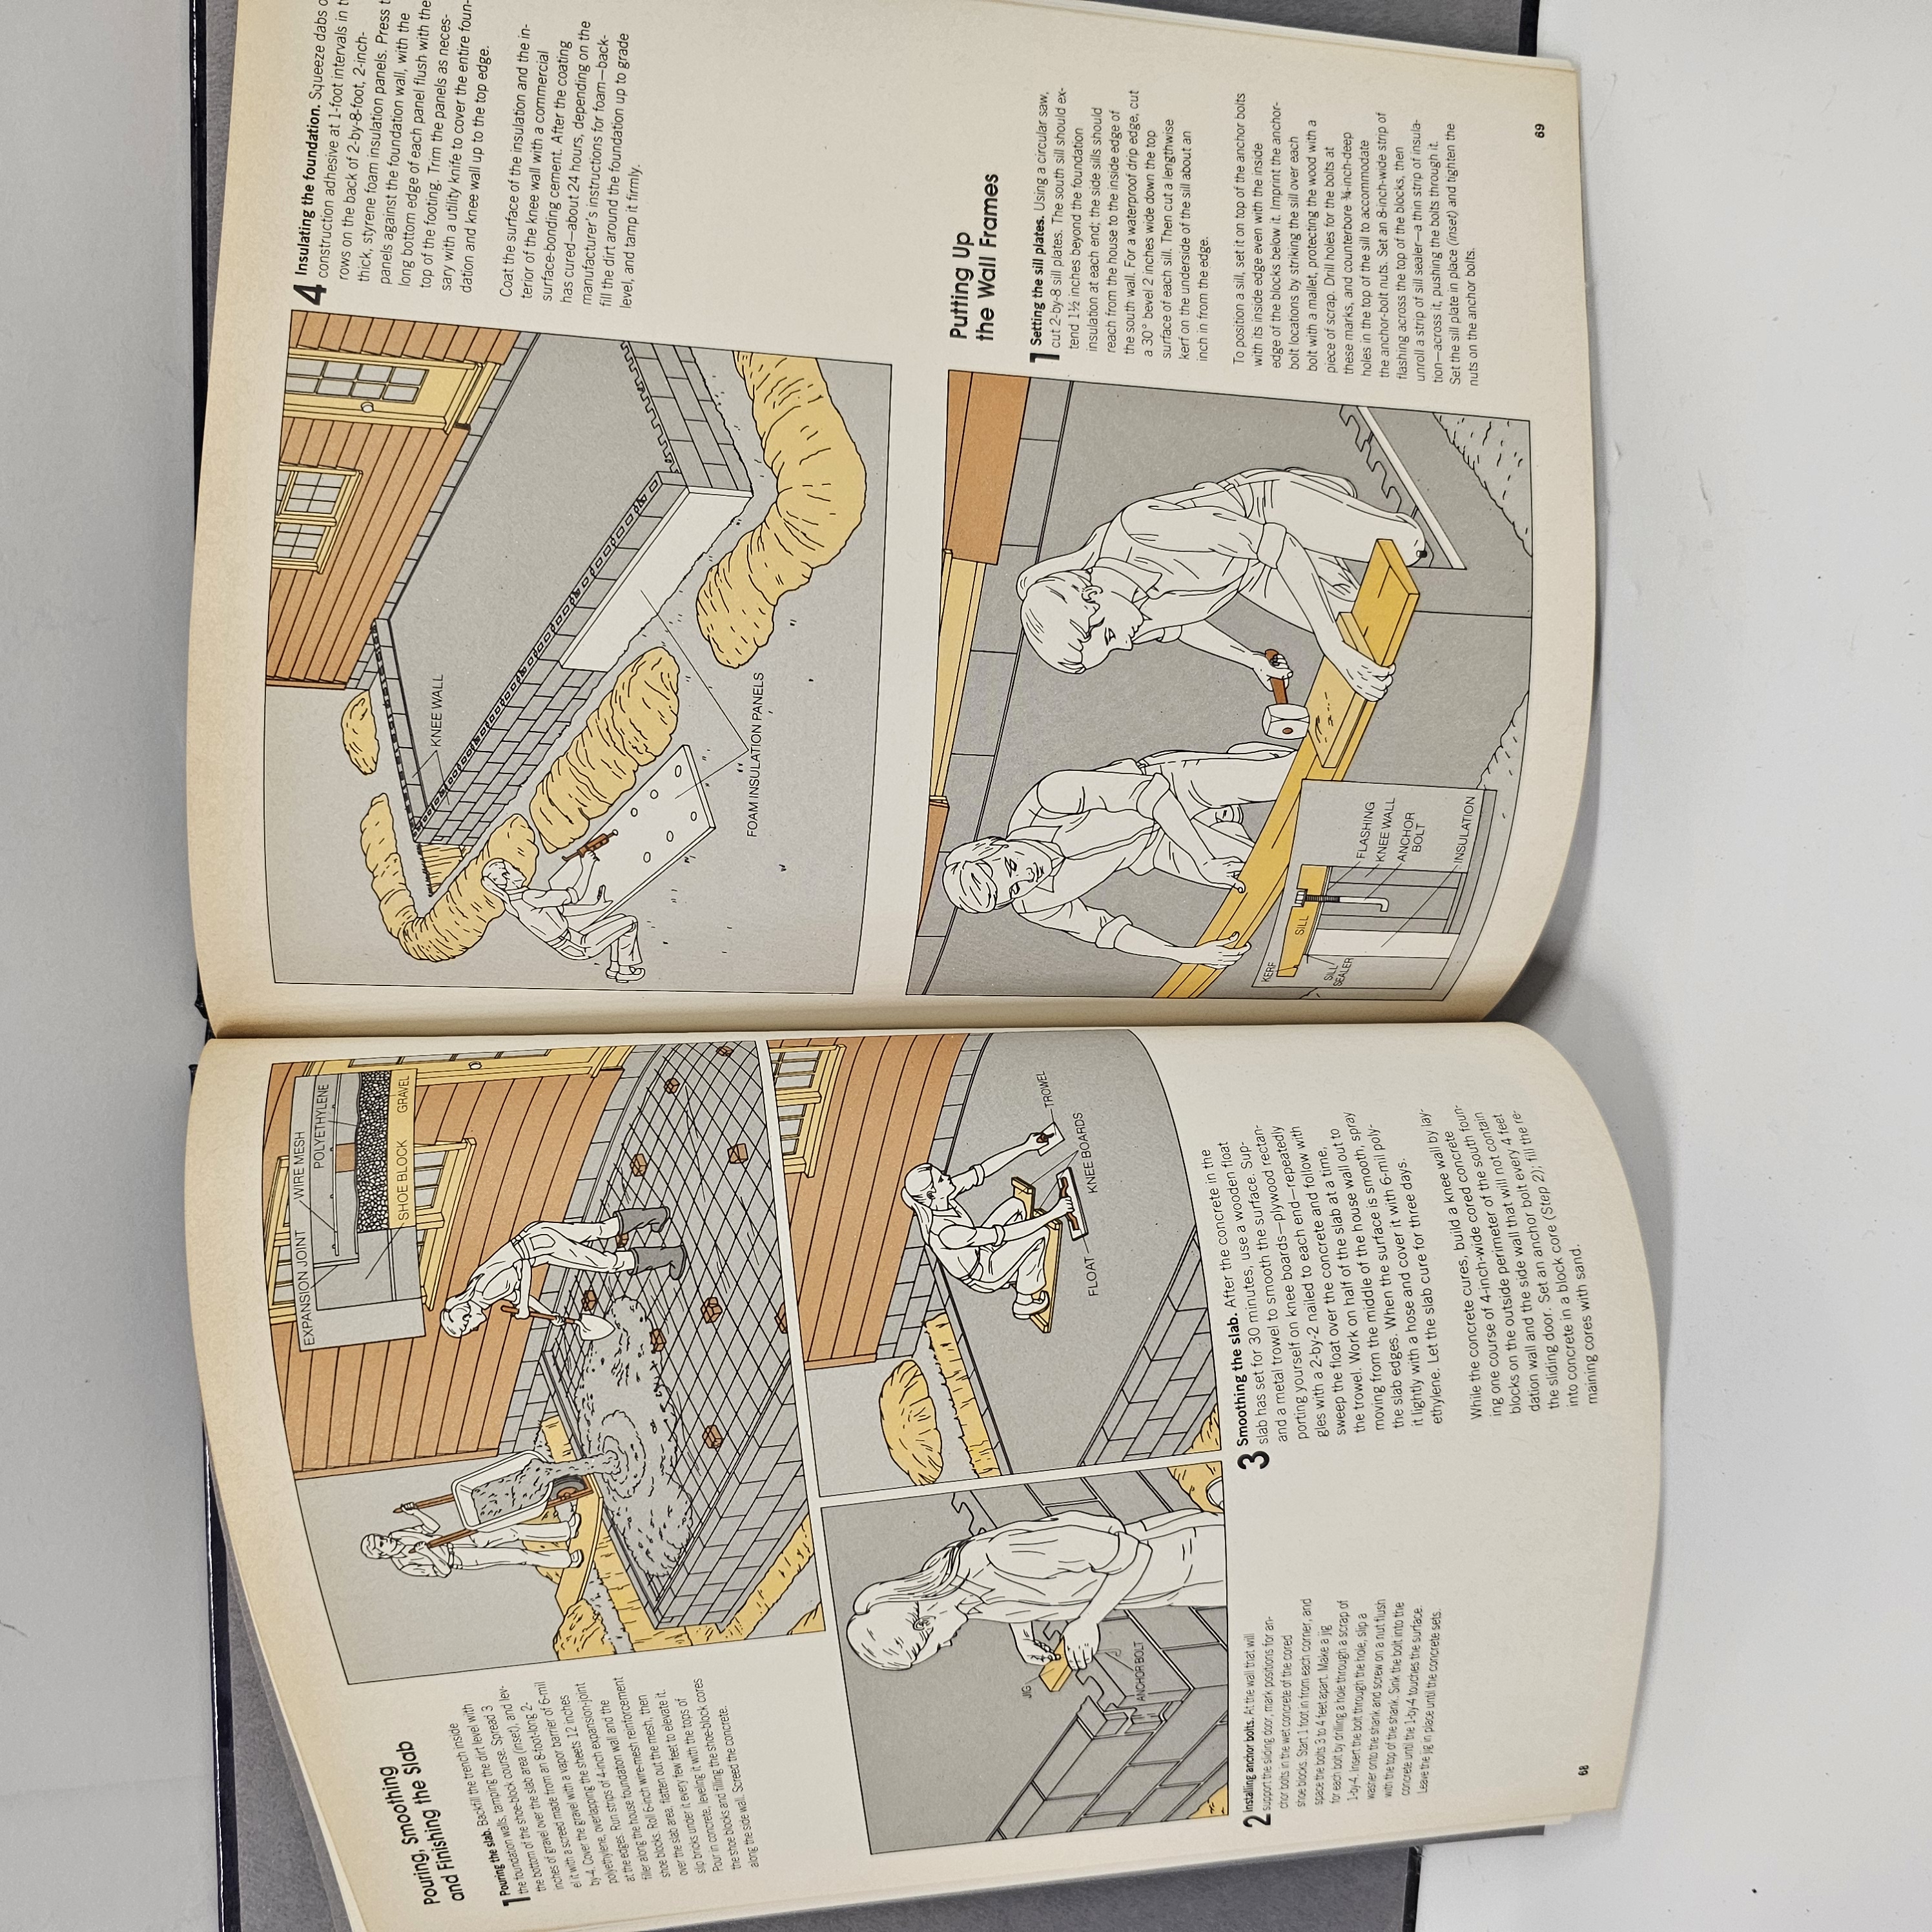 Pouring, Smoothing
and Finishing the Slab
1 Pouring the slab. Backfill the trench inside
the foundation walls, tamping the dirt level with
the bottom of the shoe-block course. Spread 3
inches of gravel over the slab area (inset), and lev-
el it with a screed made from an 8-foot-long 2-
by-4. Cover the gravel with a vapor barrier of 6-mil
polyethylene, overlapping the sheets 12 inches
at the edges. Run strips of 4-inch expansion-joint
filler along the house foundation wall and the
shoe blocks. Roll 6-inch wire-mesh reinforcement
over the slab area, flatten out the mesh, then
slip bricks under it every few feet to elevate it.
Pour in concrete, leveling it with the tops of
the shoe blocks and filling the shoe-block cores
along the side wall. Screed the concrete.
EXPANSION JOINT
WIRE MESH
POLYETHYLENE
SHOE BLOCK
GRAVEL
JIG
ANCHOR BOLT
FLOAT
KNEE BOARDS
TROWEL
2 Installing anchor bolts. At the wall that will
support the sliding door, mark positions for an-
chor bolts in the wet concrete of the cored
shoe blocks. Start 1 foot in from each corner, and
space the bolts 3 to 4 feet apart. Make a jig
for each bolt by drilling a hole through a scrap of
1-by-4. Insert the bolt through the hole, slip a
washer onto the shank and screw on a nut flush
with the top of the shank. Sink the bolt into the
concrete until the 1-by-4 touches the surface.
Leave the jig in place until the concrete sets.
3 Smoothing the slab. After the concrete in the
slab has set for 30 minutes, use a wooden float
and a metal trowel to smooth the surface. Sup-
porting yourself on knee boards—plywood rectan-
gles with a 2-by-2 nailed to each end—repeatedly
sweep the float over the concrete and follow with
the trowel. Work on half of the slab at a time,
moving from the middle of the house wall out to
the slab edges. When the surface is smooth, spray
it lightly with a hose and cover it with 6-mil poly-
ethylene. Let the slab cure for three days.
While the concrete cures, build a knee wall by lay-
ing one course of 4-inch-wide cored concrete
blocks on the outside perimeter of the south foun-
dation wall and the side wall that will not contain
the sliding door. Set an anchor bolt every 4 feet
into concrete in a block core (Step 2); fill the re-
maining cores with sand.
68
KNEE WALL
FOAM INSULATION PANELS
4 Insulating the foundation. Squeeze dabs
construction adhesive at 1-foot intervals in
rows on the back of 2-by-8-foot, 2-inch-
thick, styrene foam insulation panels. Press
panels against the foundation wall, with the
long bottom edge of each panel flush with the
top of the footing. Trim the panels as neces-
sary with a utility knife to cover the entire foun-
dation and knee wall up to the top edge.
Coat the surface of the insulation and the in-
terior of the knee wall with a commercial
surface-bonding cement. After the coating
has cured—about 24 hours, depending on the
manufacturer's instructions for foam—back-
fill the dirt around the foundation up to grade
level, and tamp it firmly.
Putting Up
the Wall Frames
1 Setting the sill plates. Using a circular saw,
cut 2-by-8 sill plates. The south sill should ex-
tend 1½ inches beyond the foundation
insulation at each end; the side sills should
reach from the house to the inside edge of
the south wall. For a waterproof drip edge, cut
a 30° bevel 2 inches wide down the top
surface of each sill. Then cut a lengthwise
kerf on the underside of the sill about an
inch in from the edge.
To position a sill, set it on top of the anchor bolts
with its inside edge even with the inside
edge of the blocks below it. Imprint the anchor-
bolt locations by striking the sill over each
bolt with a mallet, protecting the wood with a
piece of scrap. Drill holes for the bolts at
these marks, and counterbore ¾-inch-deep
holes in the top of the sill to accommodate
the anchor-bolt nuts. Set an 8-inch-wide strip of
flashing across the top of the blocks, then
unroll a strip of sill sealer—a thin strip of insula-
tion—across it, pushing the bolts through it.
Set the sill plate in place (inset) and tighten the
nuts on the anchor bolts.
KERF
SILL
SILL
SEALER
FLASHING
KNEE WALL
ANCHOR
BOLT
INSULATION
69